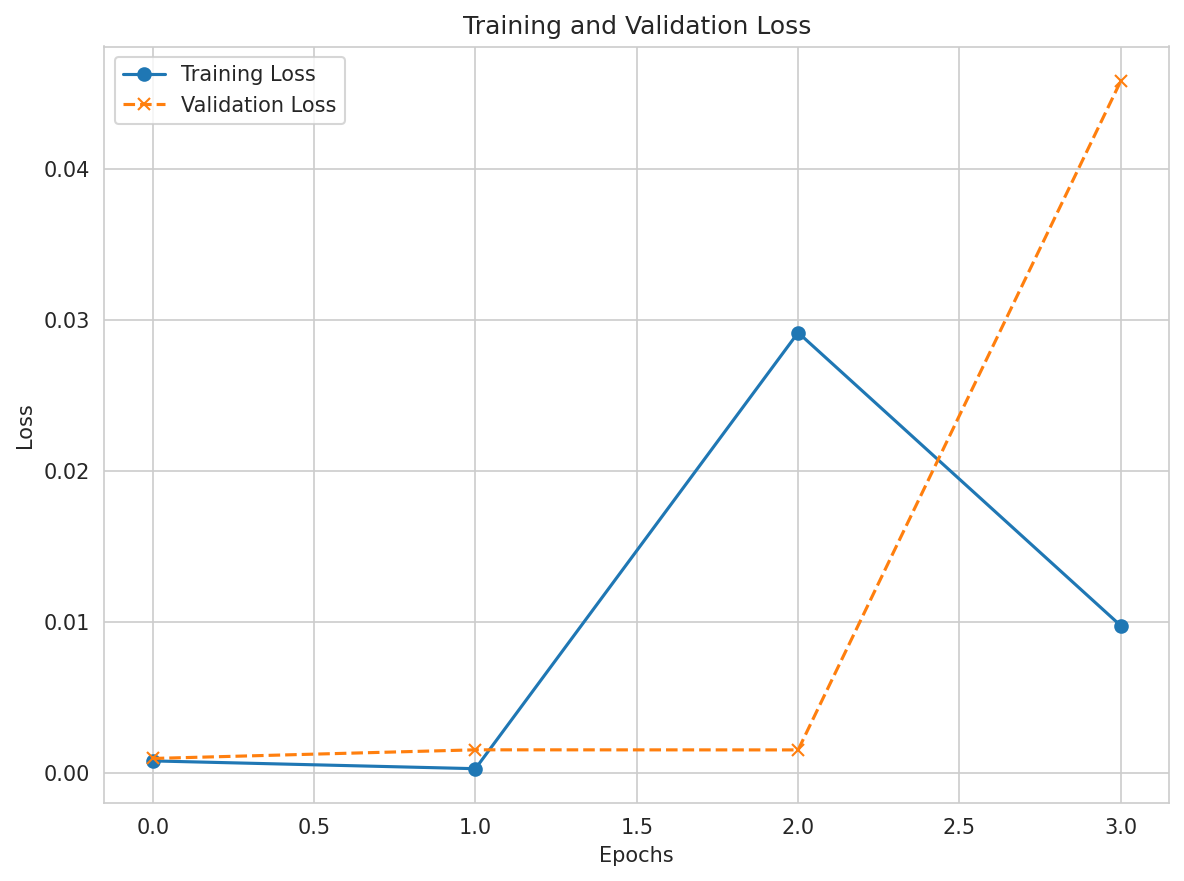 Training and Validation Loss
Training Loss
Validation Loss
0.04
0.03
0.02
0.01
0.00
Loss
0.0 0.5 1.0 1.5 2.0 2.5 3.0
Epochs